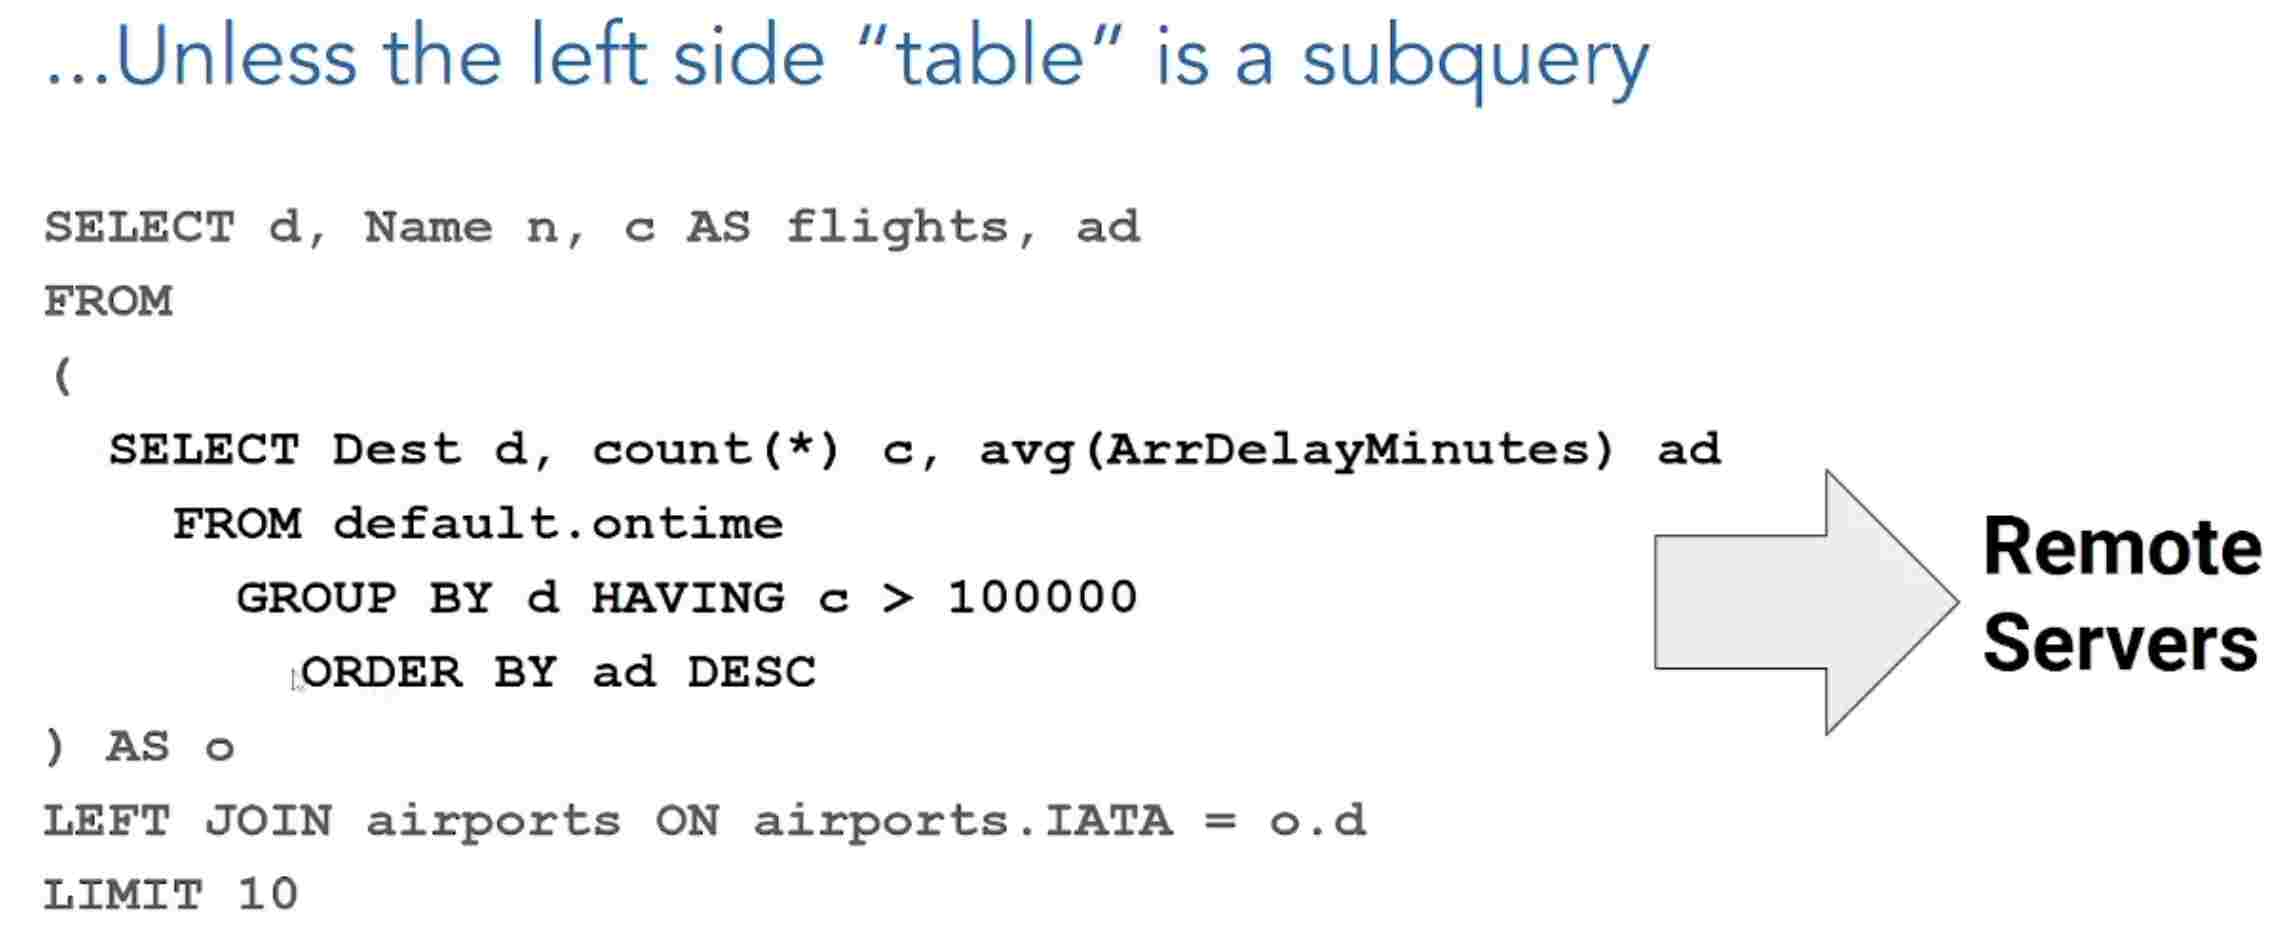 ...Unless the left side “table” is a subquery
SELECT d, Name n, c AS flights, ad
FROM
(
SELECT Dest d, count(*) c, avg(ArrDelayMinutes) ad
FROM default.ontime
GROUP BY d HAVING c > 100000
ORDER BY ad DESC
) AS o
LEFT JOIN airports ON airports.IATA = o.d
LIMIT 10
Remote
Servers